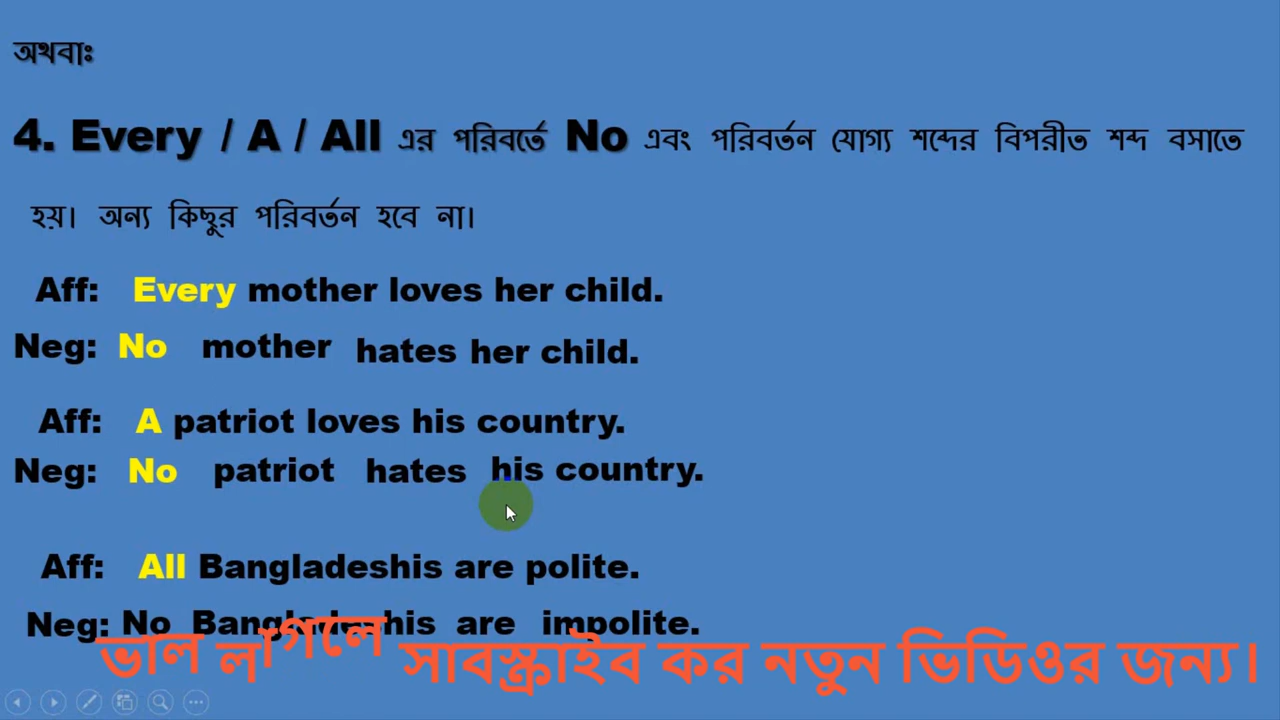 অথবাঃ
4. Every / A / All এর পরিবর্তে No এবং পরিবর্তন যোগ্য শব্দের বিপরীত শব্দ বসাতে
হয়। অন্য কিছুর পরিবর্তন হবে না।
Aff: Every mother loves her child.
Neg: No mother hates her child.
Aff: A patriot loves his country.
Neg: No patriot hates his country.
Aff: All Bangladeshis are polite.
Neg: No Bangladeshis are impolite.
ভাল লাগলে সাবস্ক্রাইব কর নতুন ভিডিওর জন্য।